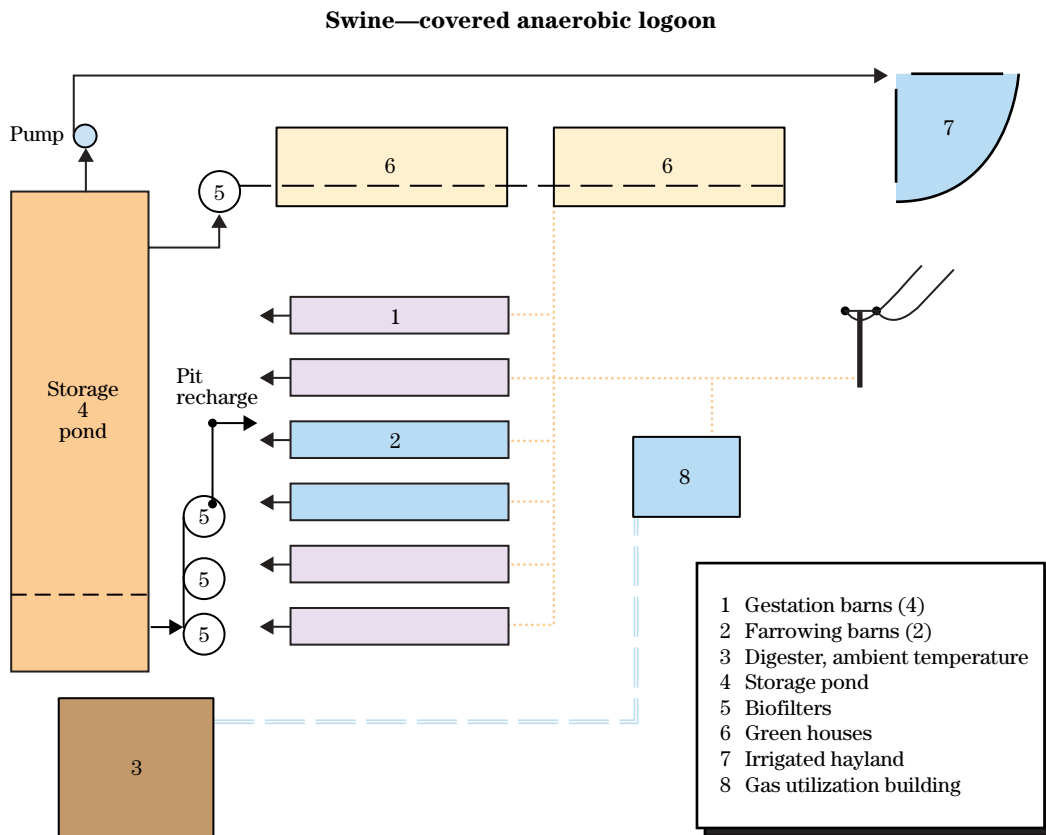 Swine—covered anaerobic logoon
Pump
7
6
6
5
1
Pit
recharge
Storage
4
pond
2
8
5
5
5
3
1 Gestation barns (4)
2 Farrowing barns (2)
3 Digester, ambient temperature
4 Storage pond
5 Biofilters
6 Green houses
7 Irrigated hayland
8 Gas utilization building